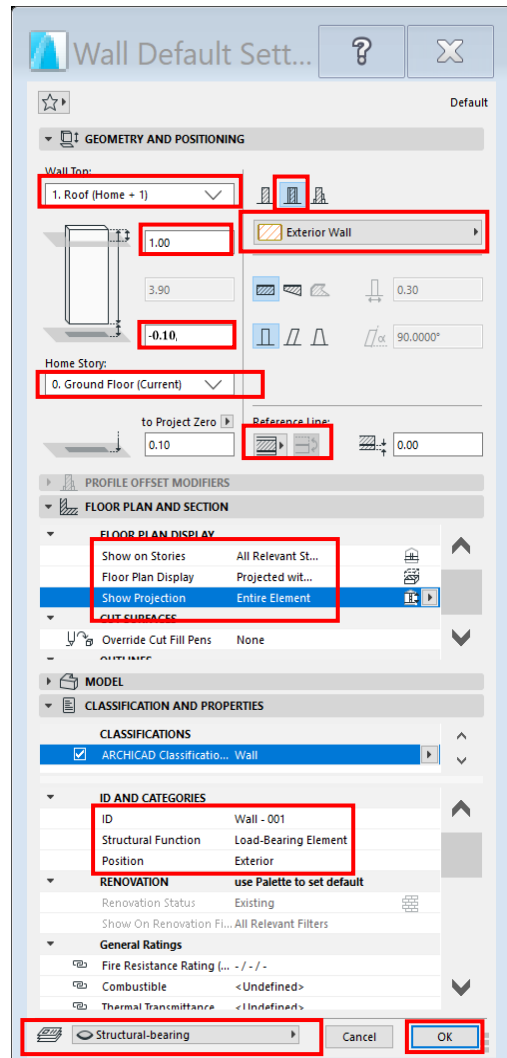 Wall Default Sett...
?
Default
GEOMETRY AND POSITIONING
Wall Top:
1. Roof (Home + 1)
1.00
Exterior Wall
3.90
0.30
-0.10,
α 90.0000°
Home Story:
0. Ground Floor (Current)
to Project Zero
Reference Line:
0.10
0.00
PROFILE OFFSET MODIFIERS
FLOOR PLAN AND SECTION
FLOOR PLAN DISPLAY
Show on Stories All Relevant St...
Floor Plan Display Projected wit...
Show Projection Entire Element
CUT SURFACES
Override Cut Fill Pens None
OUTLINES
MODEL
CLASSIFICATION AND PROPERTIES
CLASSIFICATIONS
ARCHICAD Classificatio... Wall
ID AND CATEGORIES
ID Wall - 001
Structural Function Load-Bearing Element
Position Exterior
RENOVATION use Palette to set default
Renovation Status Existing
Show On Renovation Fi... All Relevant Filters
General Ratings
Fire Resistance Rating (... - / - / -
Combustible <Undefined>
Thermal Transmittance <Undefined>
Structural-bearing
Cancel
OK